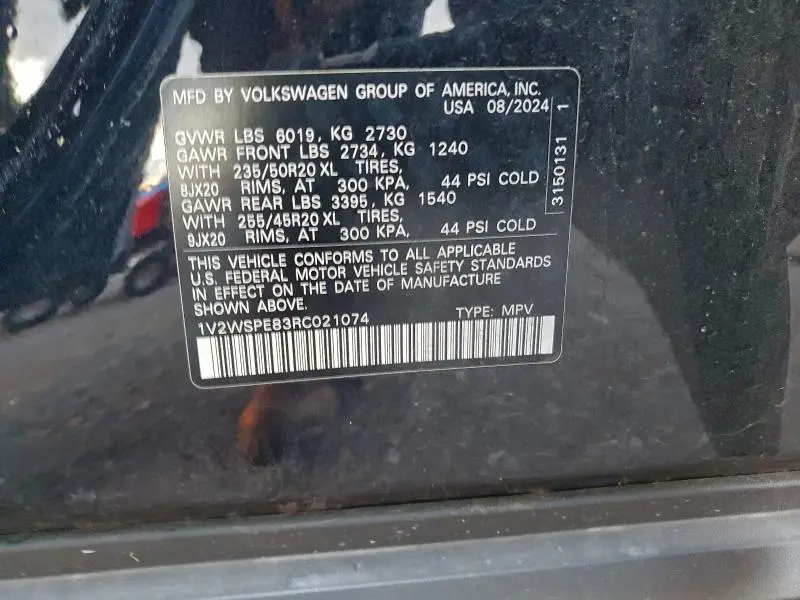 MFD BY VOLKSWAGEN GROUP OF AMERICA, INC.
USA 08/2024
GVWR LBS 6019, KG 2730
GAWR FRONT LBS 2734, KG 1240
WITH 235/50R20 XL TIRES,
8JX20 RIMS, AT 300 KPA, 44 PSI COLD
GAWR REAR LBS 3395, KG 1540
WITH 255/45R20 XL TIRES,
9JX20 RIMS, AT 300 KPA, 44 PSI COLD
THIS VEHICLE CONFORMS TO ALL APPLICABLE
U.S. FEDERAL MOTOR VEHICLE SAFETY STANDARDS
IN EFFECT ON THE DATE OF MANUFACTURE
SHOWN ABOVE.
1V2WSPE83RC021074 TYPE: MPV
3150131 1